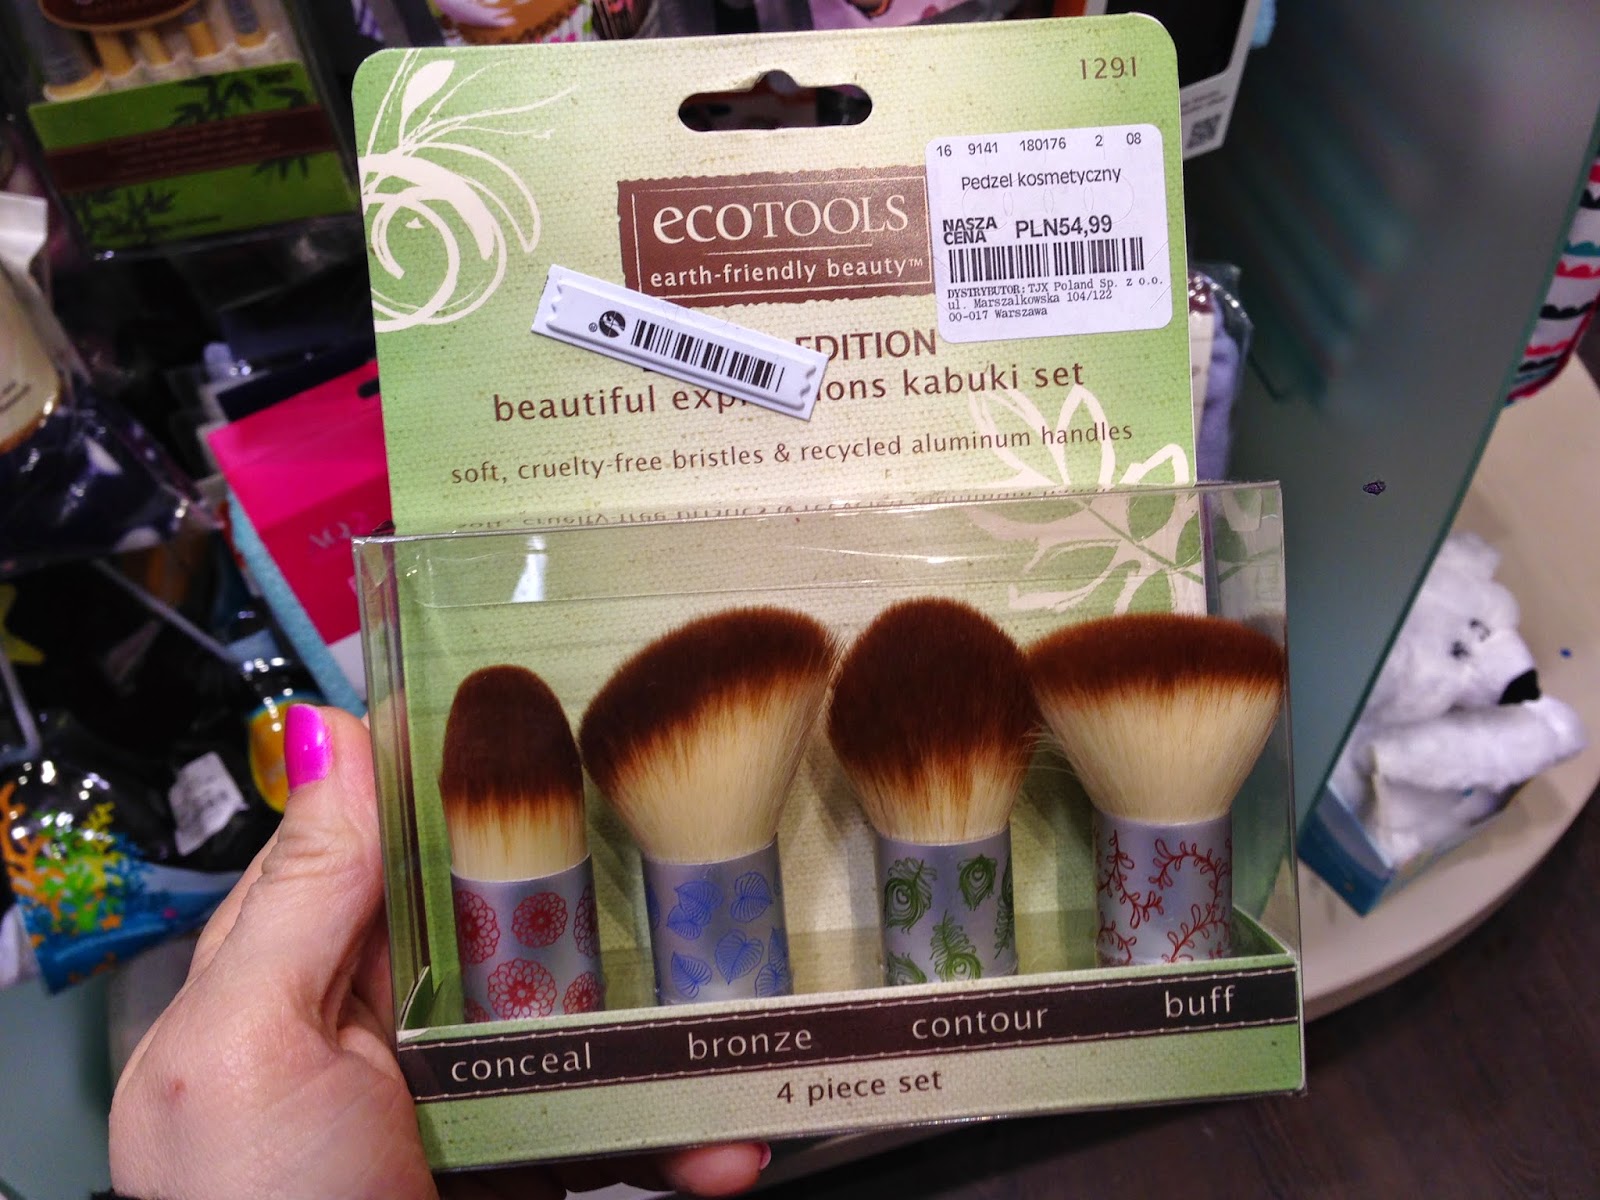 1291
16 9141 180176 2 08
Pedzel kosmetyczny
NASZA CENA PLN54,99
DYSTRYBUTOR: TJX Poland Sp. z o.o.
ul. Marszalkowska 104/122
00-017 Warszawa
ecoTOOLS
earth-friendly beauty™
EDITION
beautiful kabuki set
soft, cruelty-free bristles & recycled aluminum handles
conceal bronze contour buff
4 piece set